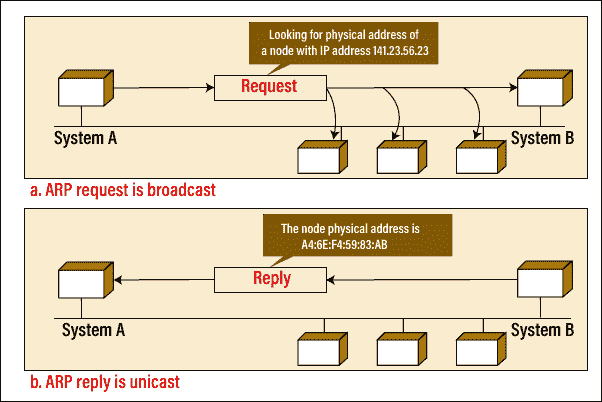 Looking for physical address of
a node with IP address 141.23.56.23
Request
System A
System B
a. ARP request is broadcast
The node physical address is
A4:6E:F4:59:83:AB
Reply
System A
System B
b. ARP reply is unicast